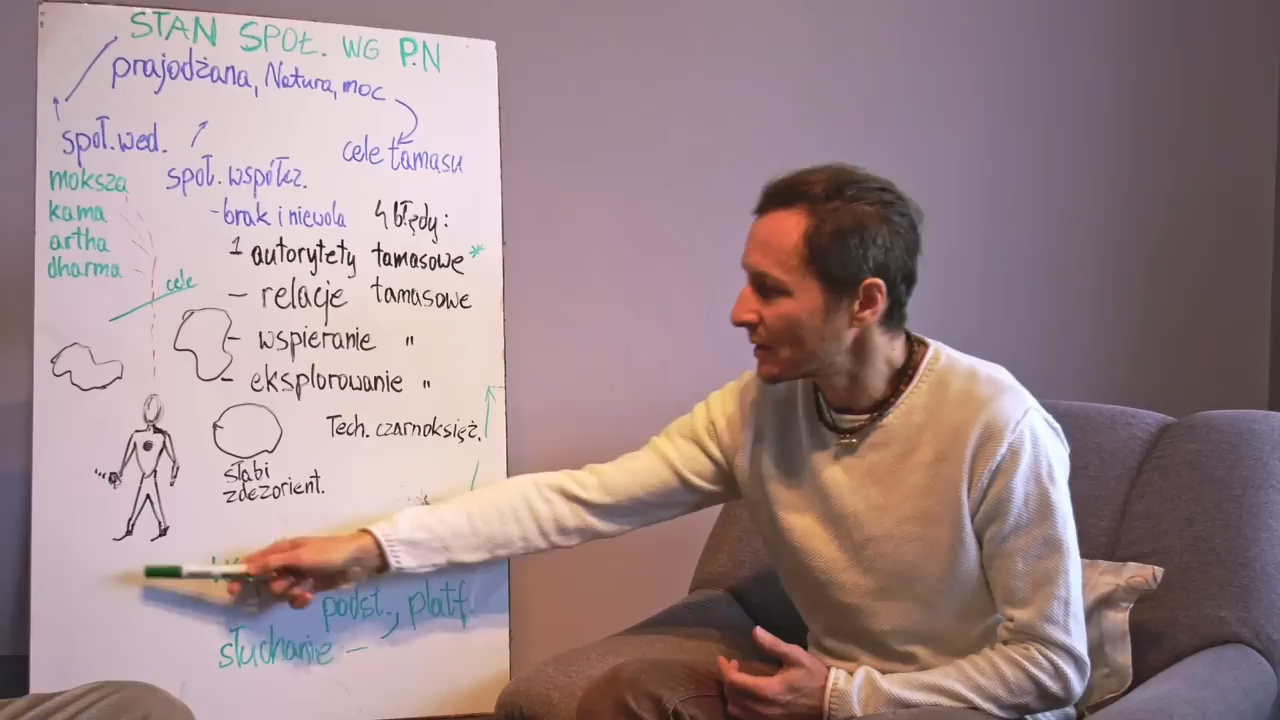 STAN SPOŁ. WG P.N
prajodżana, Natura, moc
społ. wed.
cele tamasu
moksza
kama
artha
dharma
cele
społ. współcz.
- brak i niewola
4 błędy:
1 autorytety tamasowe *
- relacje tamasowe
- wspieranie "
- eksplorowanie "
Tech. czarnoksięż.
słabi
zdezorient.
podst., platf.
słuchanie -